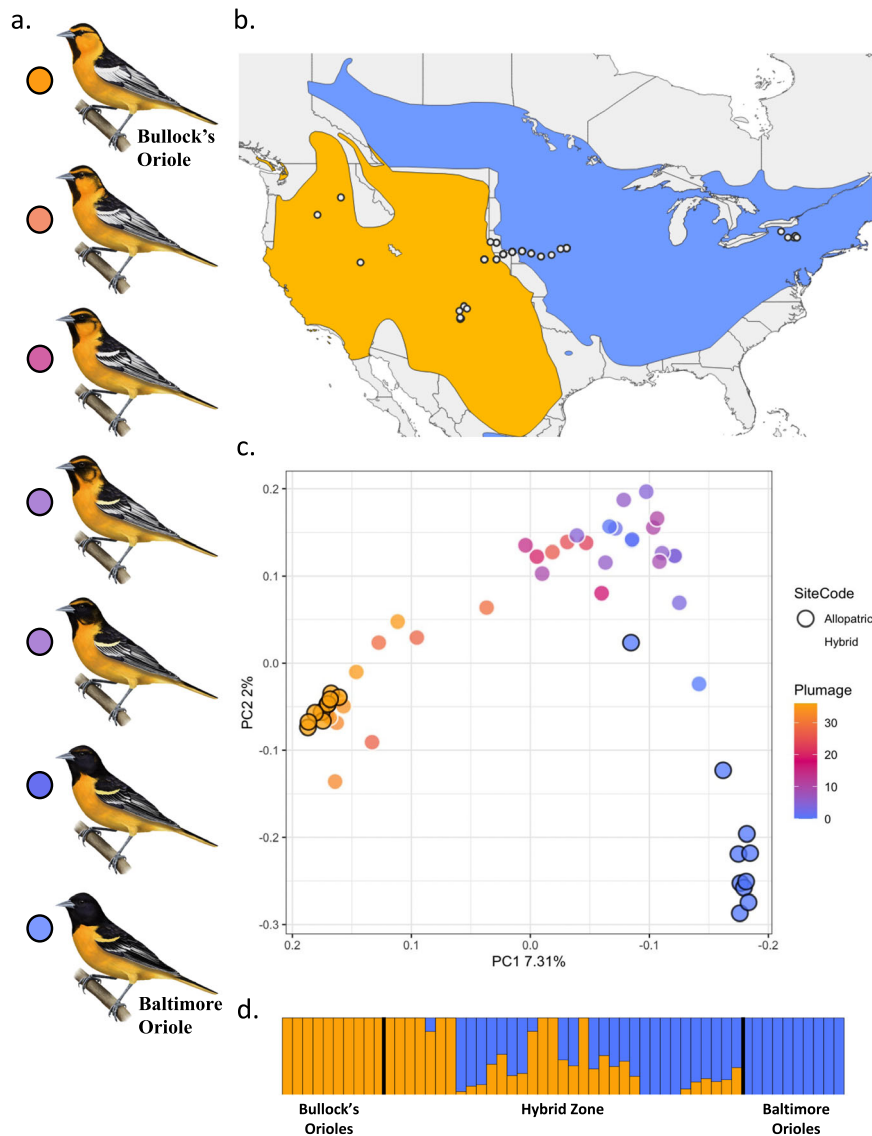 a.
Bullock's
Oriole
Baltimore
Oriole
b.
c.
0.2
0.1
0.0
-0.1
-0.2
-0.3
PC2 2%
0.2
0.1
0.0
-0.1
-0.2
PC1 7.31%
SiteCode
Allopatric
Hybrid
Plumage
30
20
10
0
d.
Bullock's
Orioles
Hybrid Zone
Baltimore
Orioles